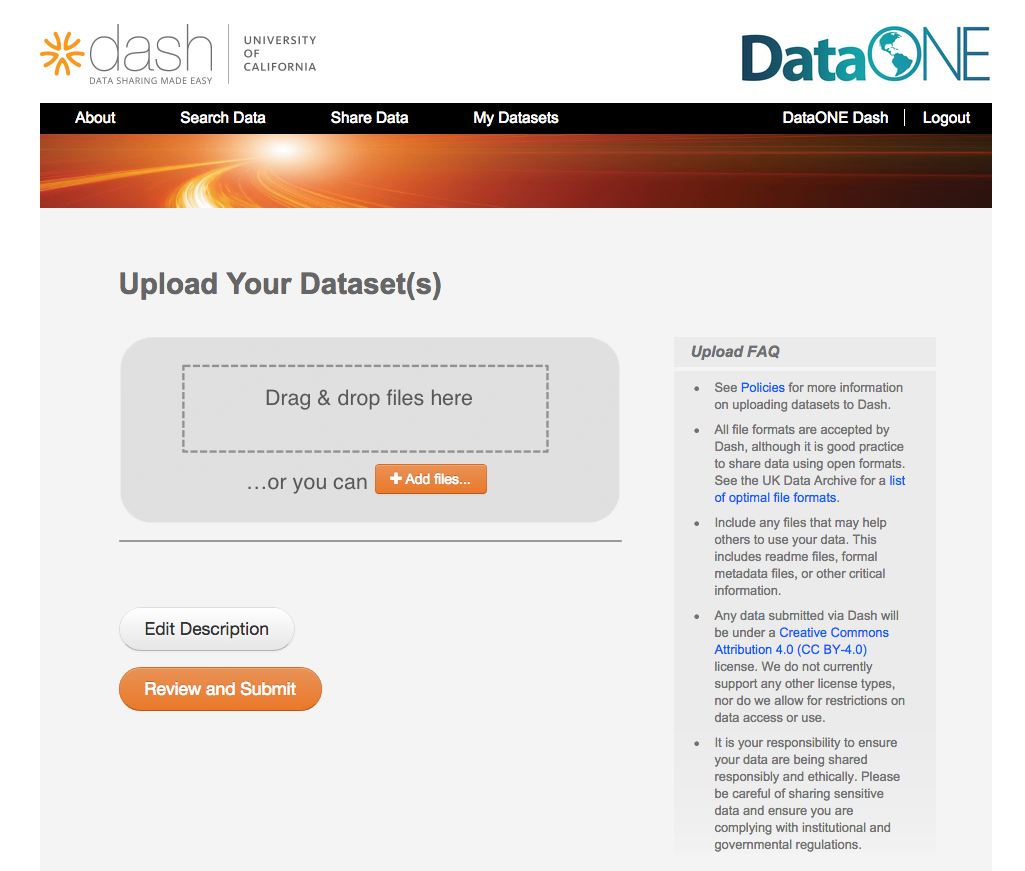 dash
DATA SHARING MADE EASY
UNIVERSITY
OF
CALIFORNIA
DataONE
About Search Data Share Data My Datasets DataONE Dash Logout
Upload Your Dataset(s)
Drag & drop files here
...or you can + Add files...
Edit Description
Review and Submit
Upload FAQ
• See Policies for more information
on uploading datasets to Dash.
• All file formats are accepted by
Dash, although it is good practice
to share data using open formats.
See the UK Data Archive for a list
of optimal file formats.
• Include any files that may help
others to use your data. This
includes readme files, formal
metadata files, or other critical
information.
• Any data submitted via Dash will
be under a Creative Commons
Attribution 4.0 (CC BY-4.0)
license. We do not currently
support any other license types,
nor do we allow for restrictions on
data access or use.
• It is your responsibility to ensure
your data are being shared
responsibly and ethically. Please
be careful of sharing sensitive
data and ensure you are
complying with institutional and
governmental regulations.